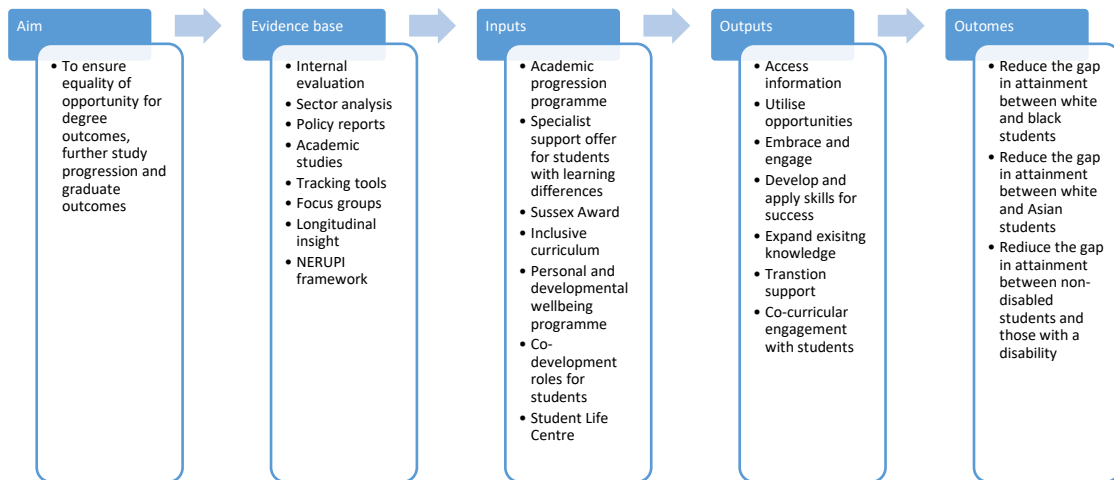 Aim
• To ensure
equality of
opportunity for
degree
outcomes,
further study
progression and
graduate
outcomes
Evidence base
• Internal
evaluation
• Sector analysis
• Policy reports
• Academic
studies
• Tracking tools
• Focus groups
• Longitudinal
insight
• NERUPI
framework
Inputs
• Academic
progression
programme
• Specialist
support offer
for students
with learning
differences
• Sussex Award
• Inclusive
curriculum
• Personal and
developmental
wellbeing
programme
• Co-
development
roles for
students
• Student Life
Centre
Outputs
• Access
information
• Utilise
opportunities
• Embrace and
engage
• Develop and
apply skills for
success
• Expand exisitng
knowledge
• Transtion
support
• Co-curricular
engagement
with students
Outcomes
• Reduce the gap
in attainment
between white
and black
students
• Reduce the gap
in attainment
between white
and Asian
students
• Rediuce the gap
in attainment
between non-
disabled
students and
those with a
disability